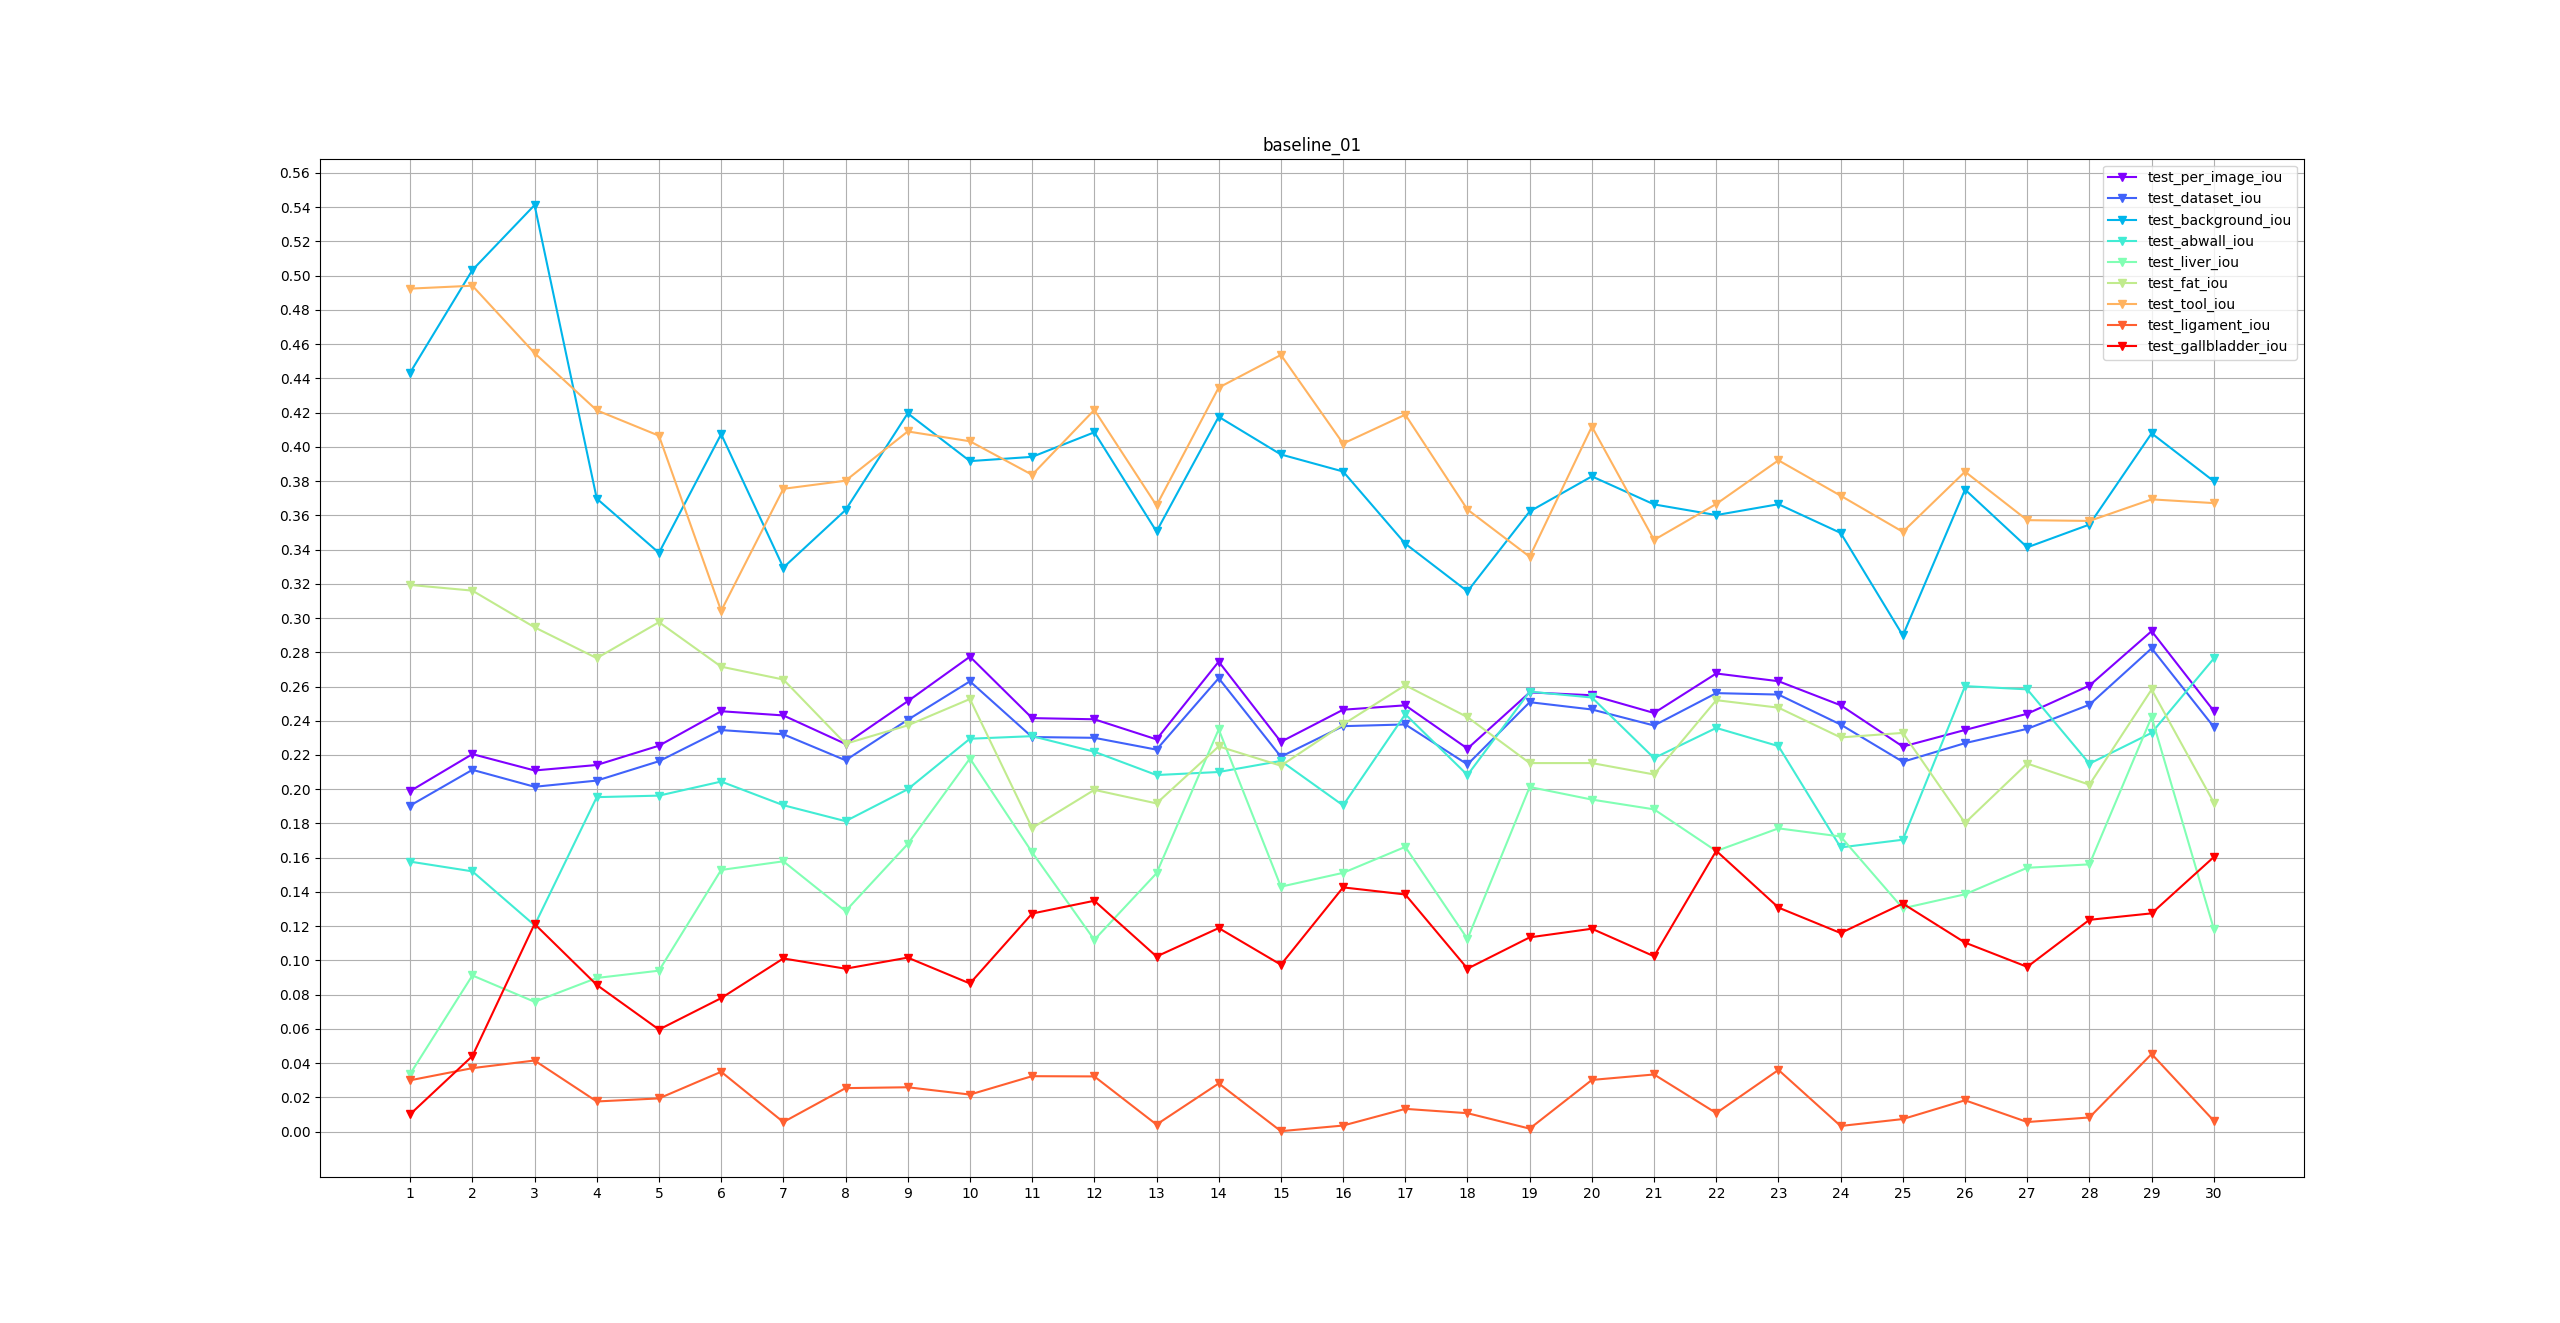 baseline_01
0.56
0.54
0.52
0.50
0.48
0.46
0.44
0.42
0.40
0.38
0.36
0.34
0.32
0.30
0.28
0.26
0.24
0.22
0.20
0.18
0.16
0.14
0.12
0.10
0.08
0.06
0.04
0.02
0.00
test_per_image_iou
test_dataset_iou
test_background_iou
test_abwall_iou
test_liver_iou
test_fat_iou
test_tool_iou
test_ligament_iou
test_gallbladder_iou
1 2 3 4 5 6 7 8 9 10 11 12 13 14 15 16 17 18 19 20 21 22 23 24 25 26 27 28 29 30